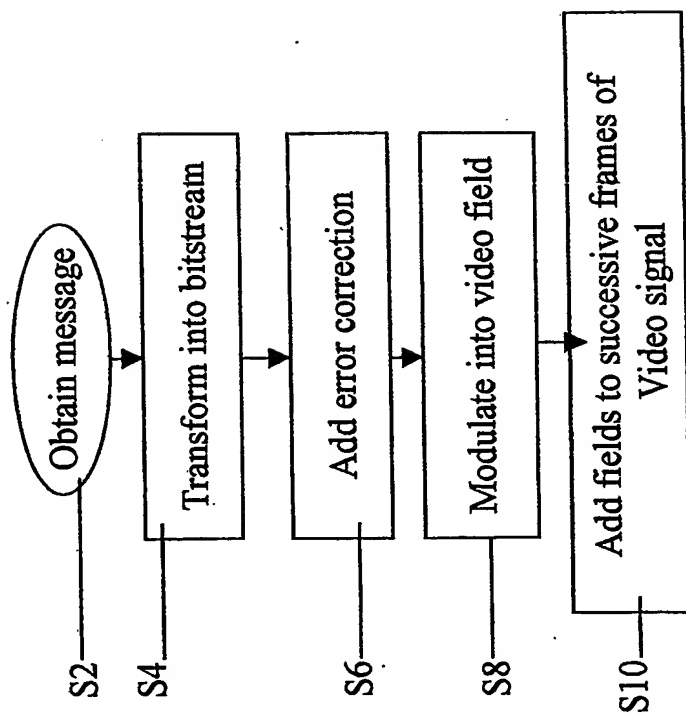 S2
Obtain message
S4
Transform into bitstream
S6
Add error correction
S8
Modulate into video field
S10
Add fields to successive frames of
Video signal